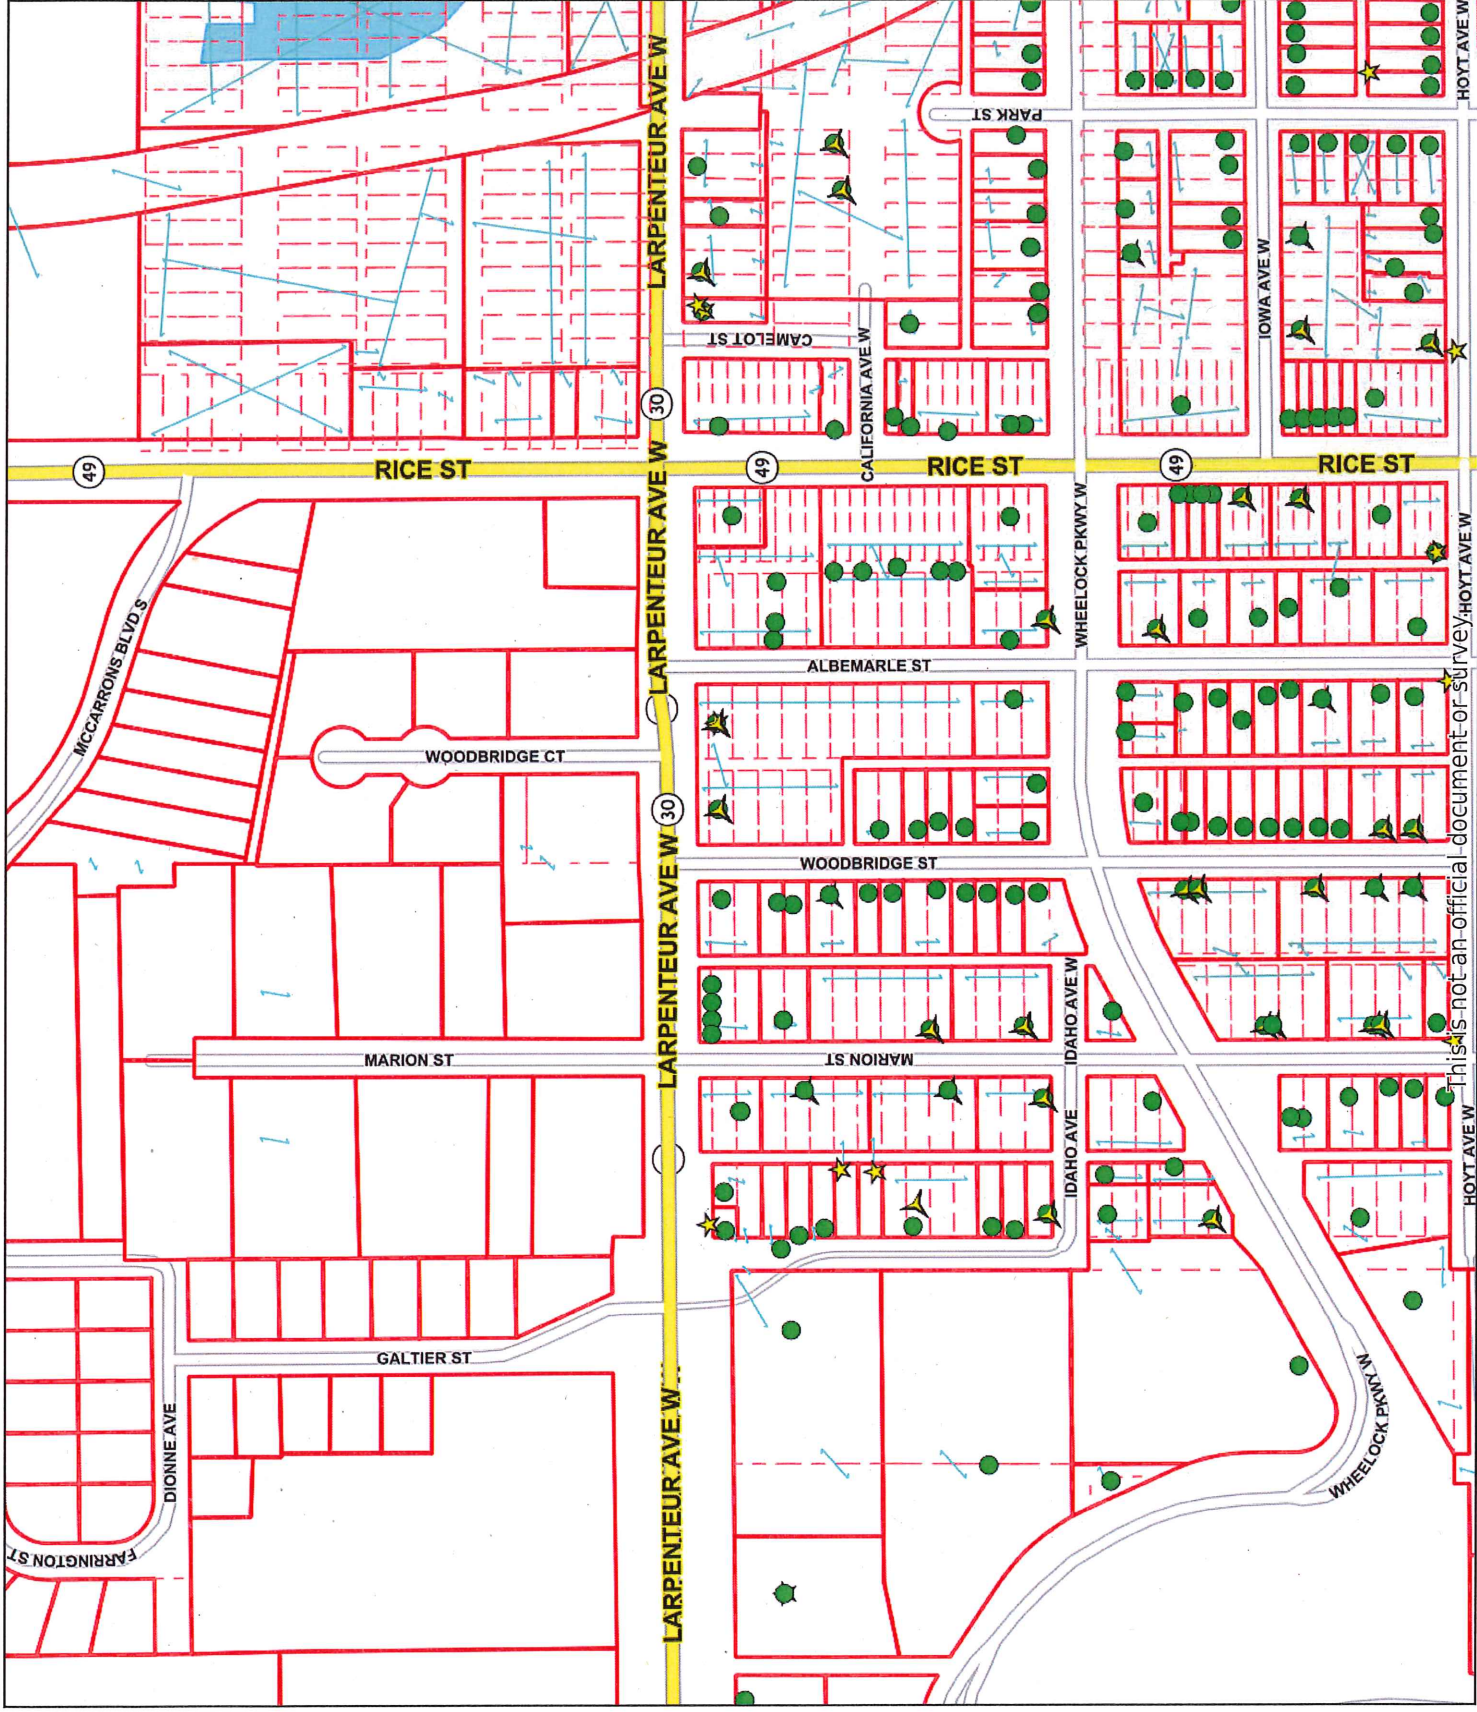 HOYT AVE W
LARPENTEUR AVE W
PARK ST
IOWA AVE W
CAMELOT ST
CALIFORNIA AVE W
30
49
RICE ST
49
RICE ST
49
RICE ST
LARPENTEUR AVE W
WHEELOCK PKWY W
HOYT AVE W
MCCARRONS BLVD S
ALBEMARLE ST
WOODBRIDGE CT
30
WOODBRIDGE ST
LARPENTEUR AVE W
IDAHO AVE W
This is not an official document or survey.
MARION ST
MARION ST
IDAHO AVE
HOYT AVE W
GALTIER ST
DIONNE AVE
LARPENTEUR AVE W
WHEELOCK PKWY W
FARRINGTON ST